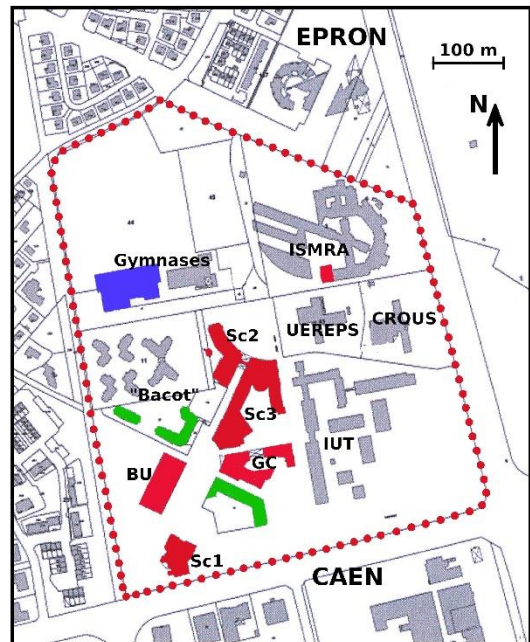 EPRON
100 m
N
ISMRA
Gymnases
UEREPS
CROUS
Sc2
"Bacot"
Sc3
IUT
BU
GC
Sc1
CAEN